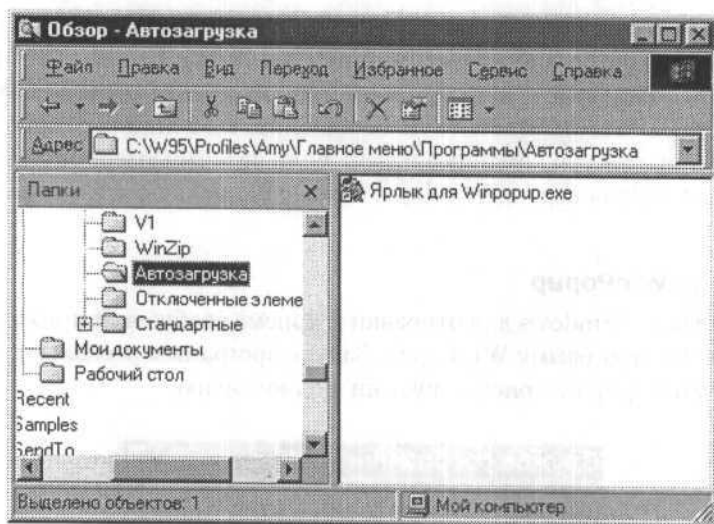 Обзор - Автозагрузка
Файл Правка Вид Переход Избранное Сервис Справка
Адрес C:\W95\Profiles\Amy\Главное меню\Программы\Автозагрузка
Папки
V1
WinZip
Автозагрузка
Отключенные элеме
Стандартные
Мои документы
Рабочий стол
Recent
Samples
SendTo
Ярлык для Winpopup.exe
Выделено объектов: 1
Мой компьютер